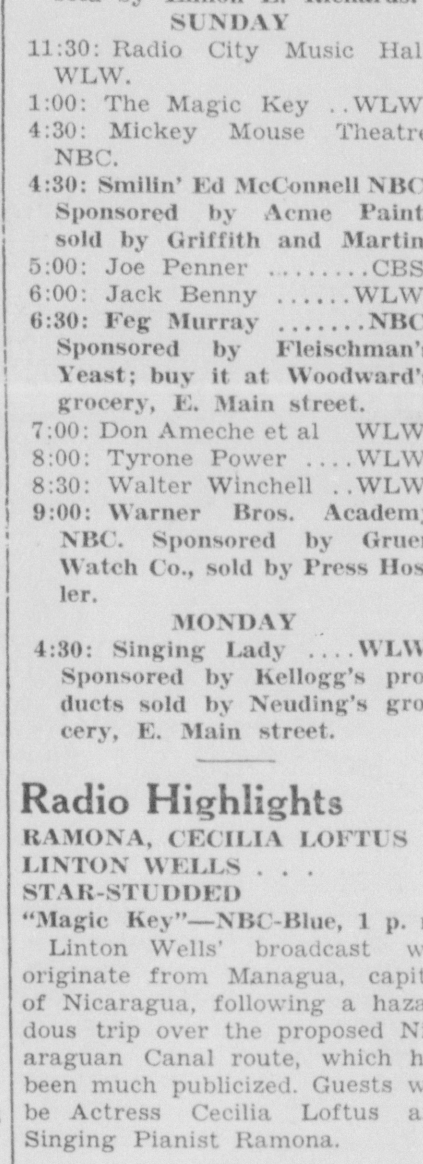 SUNDAY
11:30: Radio City Music Hal
WLW.
1:00: The Magic Key ..WLW
4:30: Mickey Mouse Theatre
NBC.
4:30: Smilin' Ed McConnell NBC
Sponsored by Acme Paint
sold by Griffith and Martin
5:00: Joe Penner ........CBS
6:00: Jack Benny ......WLW
6:30: Feg Murray .......NBC
Sponsored by Fleischman's
Yeast; buy it at Woodward's
grocery, E. Main street.
7:00: Don Ameche et al WLW
8:00: Tyrone Power ....WLW
8:30: Walter Winchell ..WLW
9:00: Warner Bros. Academy
NBC. Sponsored by Gruen
Watch Co., sold by Press Hos
ler.
MONDAY
4:30: Singing Lady ....WLW
Sponsored by Kellogg's pro
ducts sold by Neuding's gro
cery, E. Main street.
Radio Highlights
RAMONA, CECILIA LOFTUS
LINTON WELLS . . .
STAR-STUDDED
"Magic Key"—NBC-Blue, 1 p.
Linton Wells' broadcast w
originate from Managua, capit
of Nicaragua, following a haza
dous trip over the proposed Ni
araguan Canal route, which h
been much publicized. Guests w
be Actress Cecilia Loftus a
Singing Pianist Ramona.